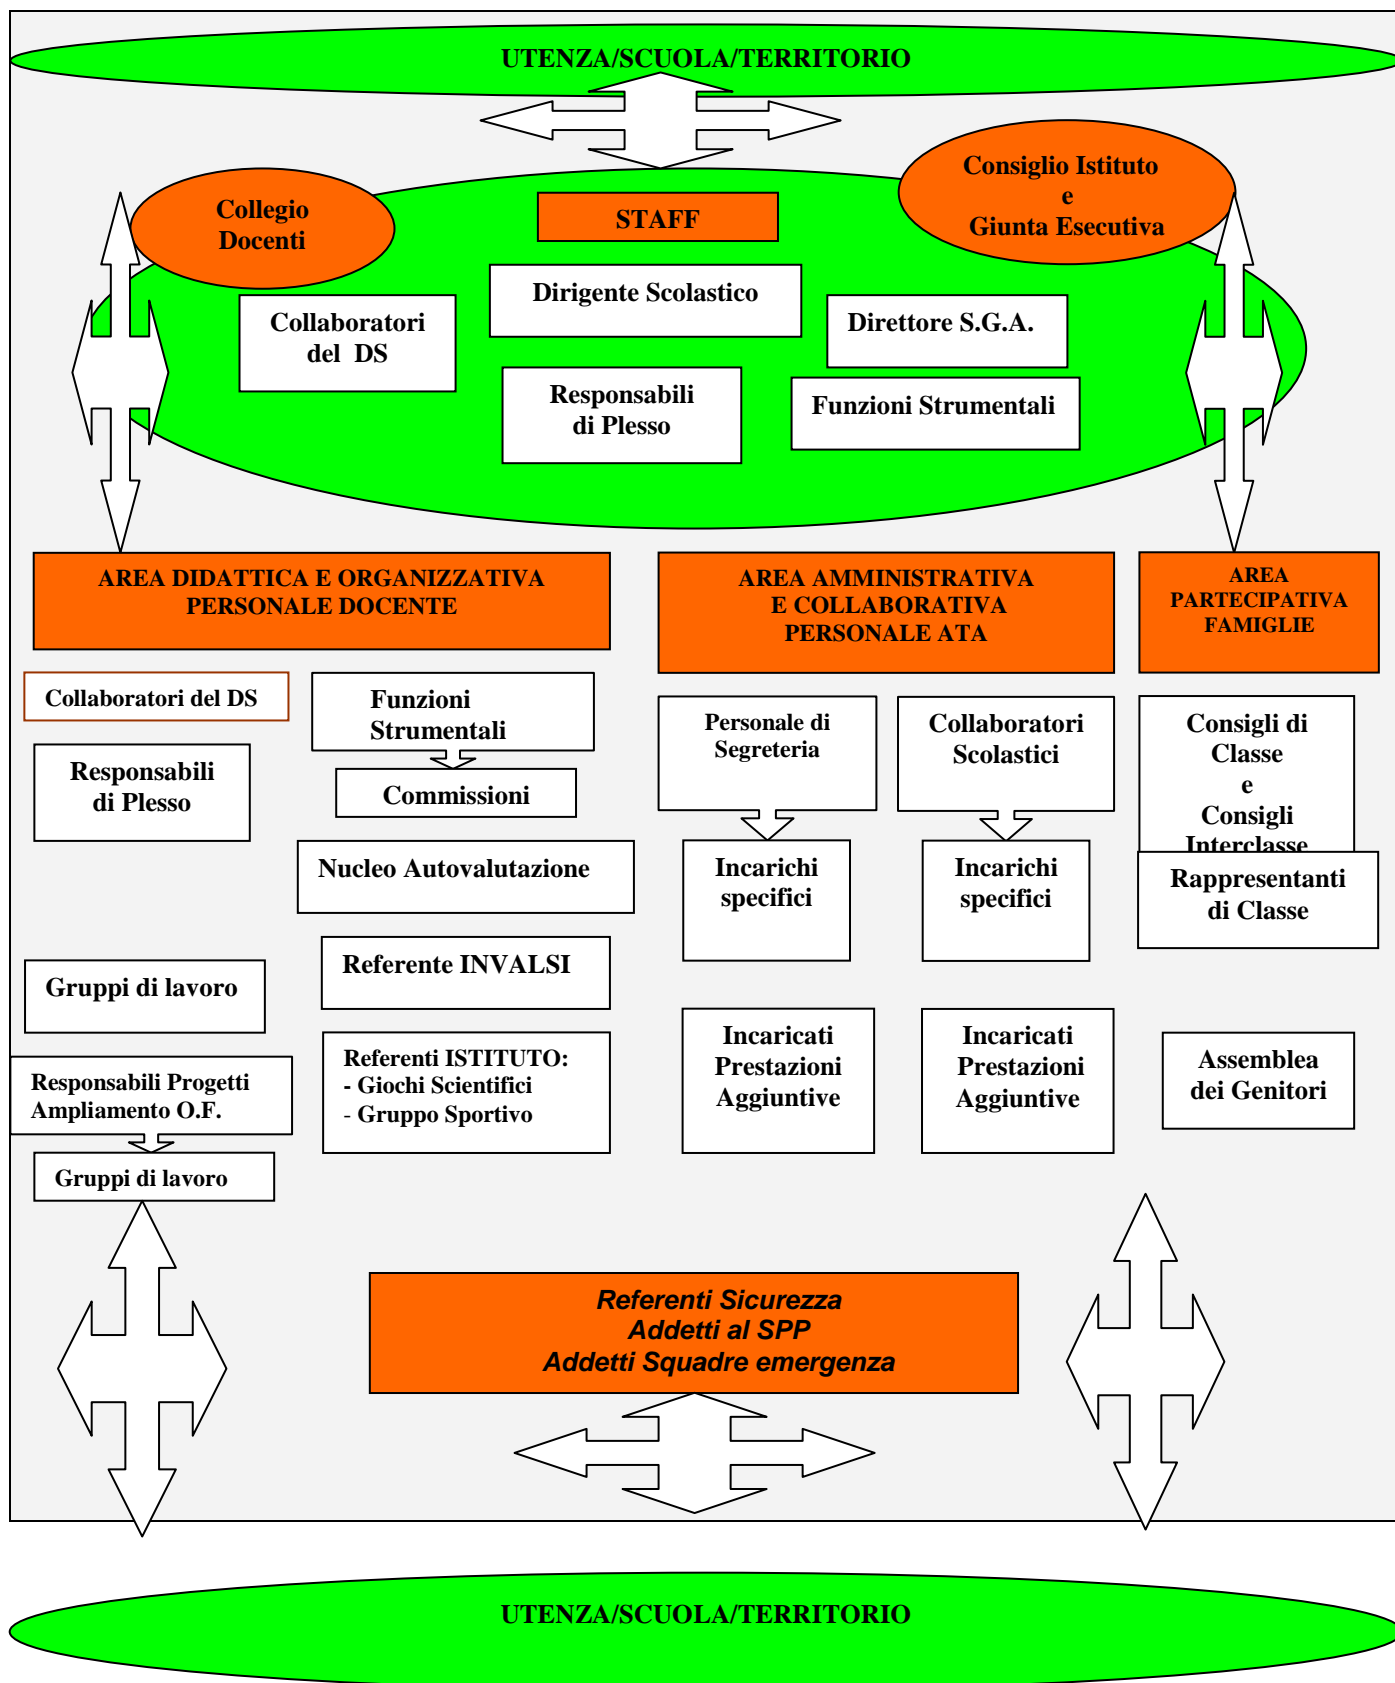 UTENZA/SCUOLA/TERRITORIO
Collegio
Docenti
STAFF
Consiglio Istituto
e
Giunta Esecutiva
Dirigente Scolastico
Collaboratori
del DS
Direttore S.G.A.
Responsabili
di Plesso
Funzioni Strumentali
AREA DIDATTICA E ORGANIZZATIVA
PERSONALE DOCENTE
AREA AMMINISTRATIVA
E COLLABORATIVA
PERSONALE ATA
AREA
PARTECIPATIVA
FAMIGLIE
Collaboratori del DS
Responsabili
di Plesso
Gruppi di lavoro
Responsabili Progetti
Ampliamento O.F.
Gruppi di lavoro
Funzioni
Strumentali
Commissioni
Nucleo Autovalutazione
Referente INVALSI
Referenti ISTITUTO:
- Giochi Scientifici
- Gruppo Sportivo
Personale di
Segreteria
Incarichi
specifici
Incaricati
Prestazioni
Aggiuntive
Collaboratori
Scolastici
Incarichi
specifici
Incaricati
Prestazioni
Aggiuntive
Consigli di
Classe
e
Consigli
Interclasse
Rappresentanti
di Classe
Assemblea
dei Genitori
Referenti Sicurezza
Addetti al SPP
Addetti Squadre emergenza
UTENZA/SCUOLA/TERRITORIO